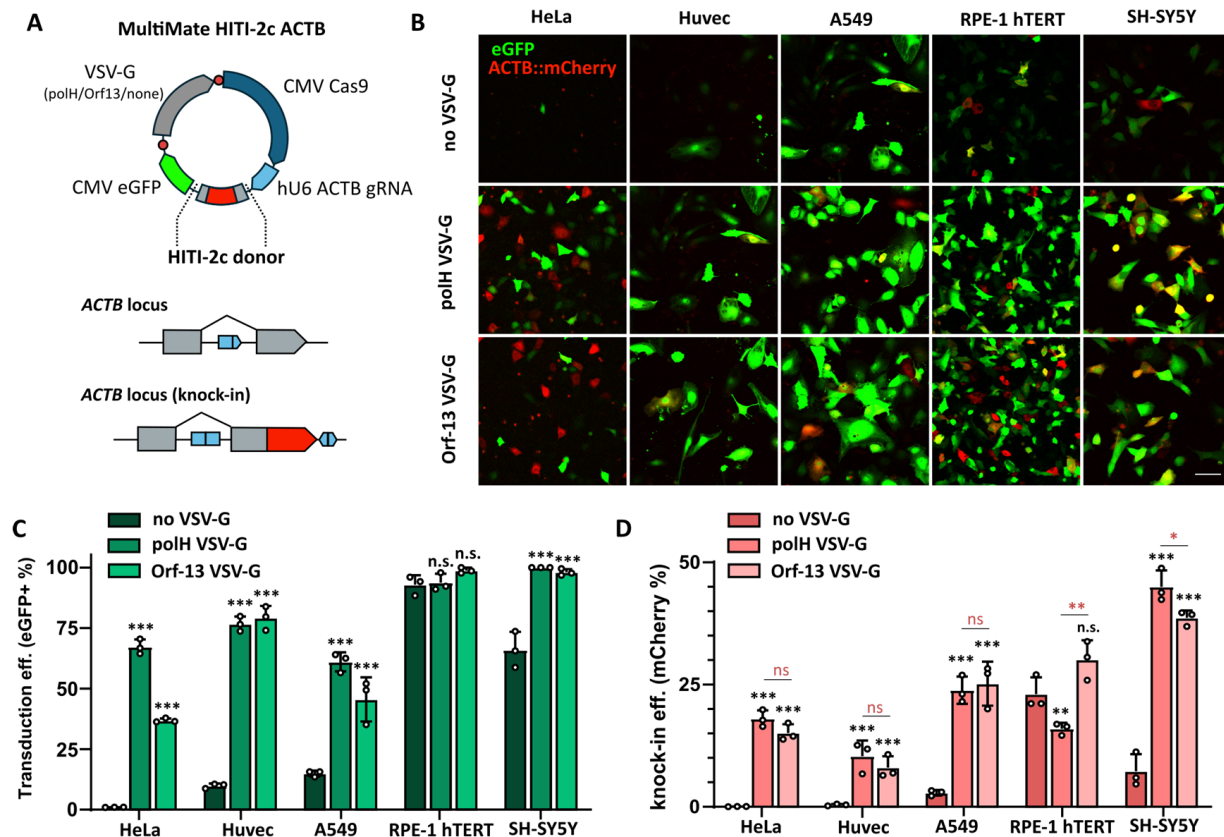 A
MultiMate HITI-2c ACTB
VSV-G
(polH/Orf13/none)
CMV Cas9
CMV eGFP
hU6 ACTB gRNA
HITI-2c donor
ACTB locus
ACTB locus (knock-in)
B
HeLa
Huvec
A549
RPE-1 hTERT
SH-SY5Y
eGFP
ACTB::mCherry
no VSV-G
polH VSV-G
Orf-13 VSV-G
C
no VSV-G
polH VSV-G
Orf-13 VSV-G
Transduction eff. (eGFP+ %)
100
75
50
25
0
***
***
***
***
***
***
n.s.
n.s.
***
***
HeLa
Huvec
A549
RPE-1 hTERT
SH-SY5Y
D
no VSV-G
polH VSV-G
Orf-13 VSV-G
knock-in eff. (mCherry %)
50
25
0
ns
***
***
ns
***
***
ns
***
***
**
**
n.s.
*
***
***
HeLa
Huvec
A549
RPE-1 hTERT
SH-SY5Y